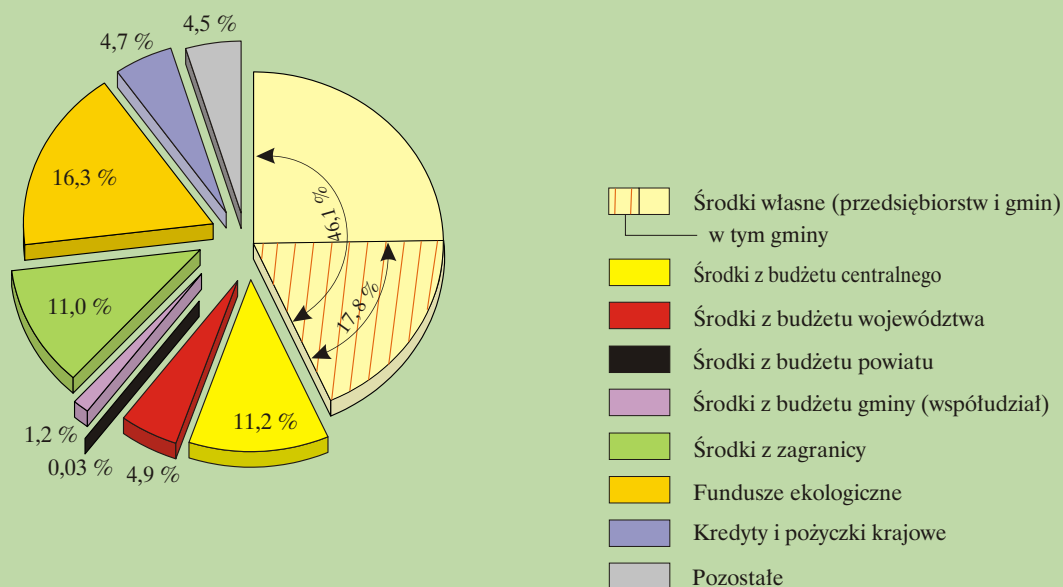 4,5 %
4,7 %
16,3 %
46,1 %
17,8 %
11,0 %
11,2 %
1,2 %
0,03 %
4,9 %
Środki własne (przedsiębiorstw i gmin)
w tym gminy
Środki z budżetu centralnego
Środki z budżetu województwa
Środki z budżetu powiatu
Środki z budżetu gminy (współudział)
Środki z zagranicy
Fundusze ekologiczne
Kredyty i pożyczki krajowe
Pozostałe